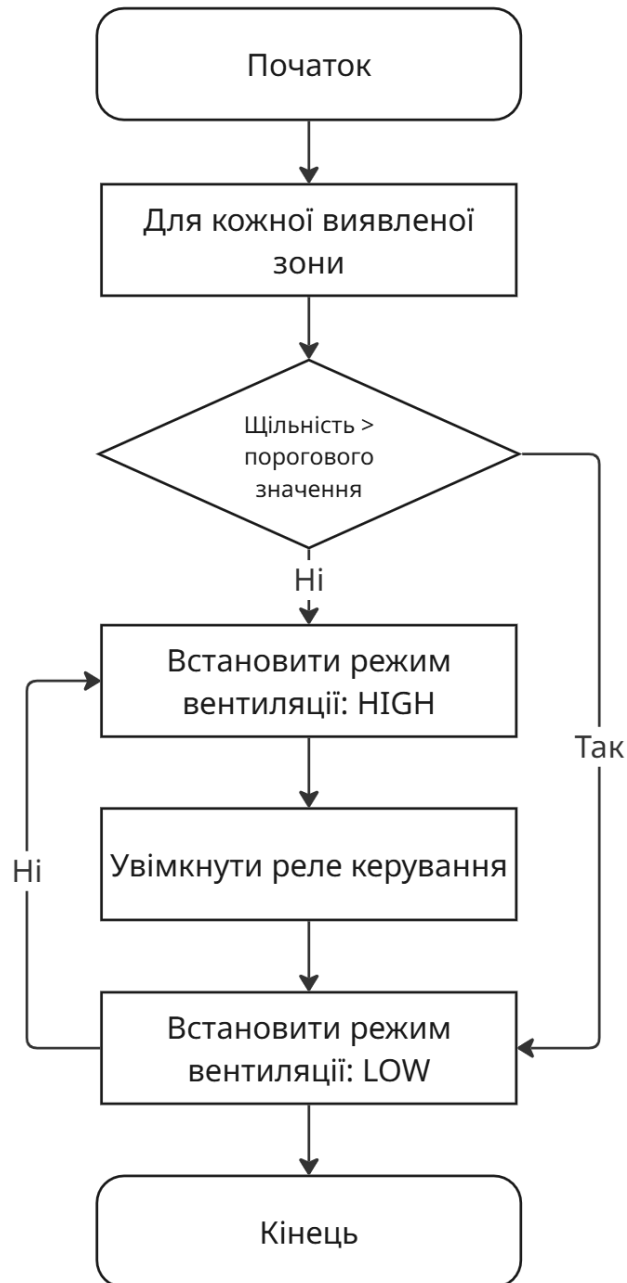 Початок
Для кожної виявленої
зони
Щільність >
порогового
значення
Ні
Встановити режим
вентиляції: HIGH
Так
Увімкнути реле керування
Ні
Встановити режим
вентиляції: LOW
Кінець